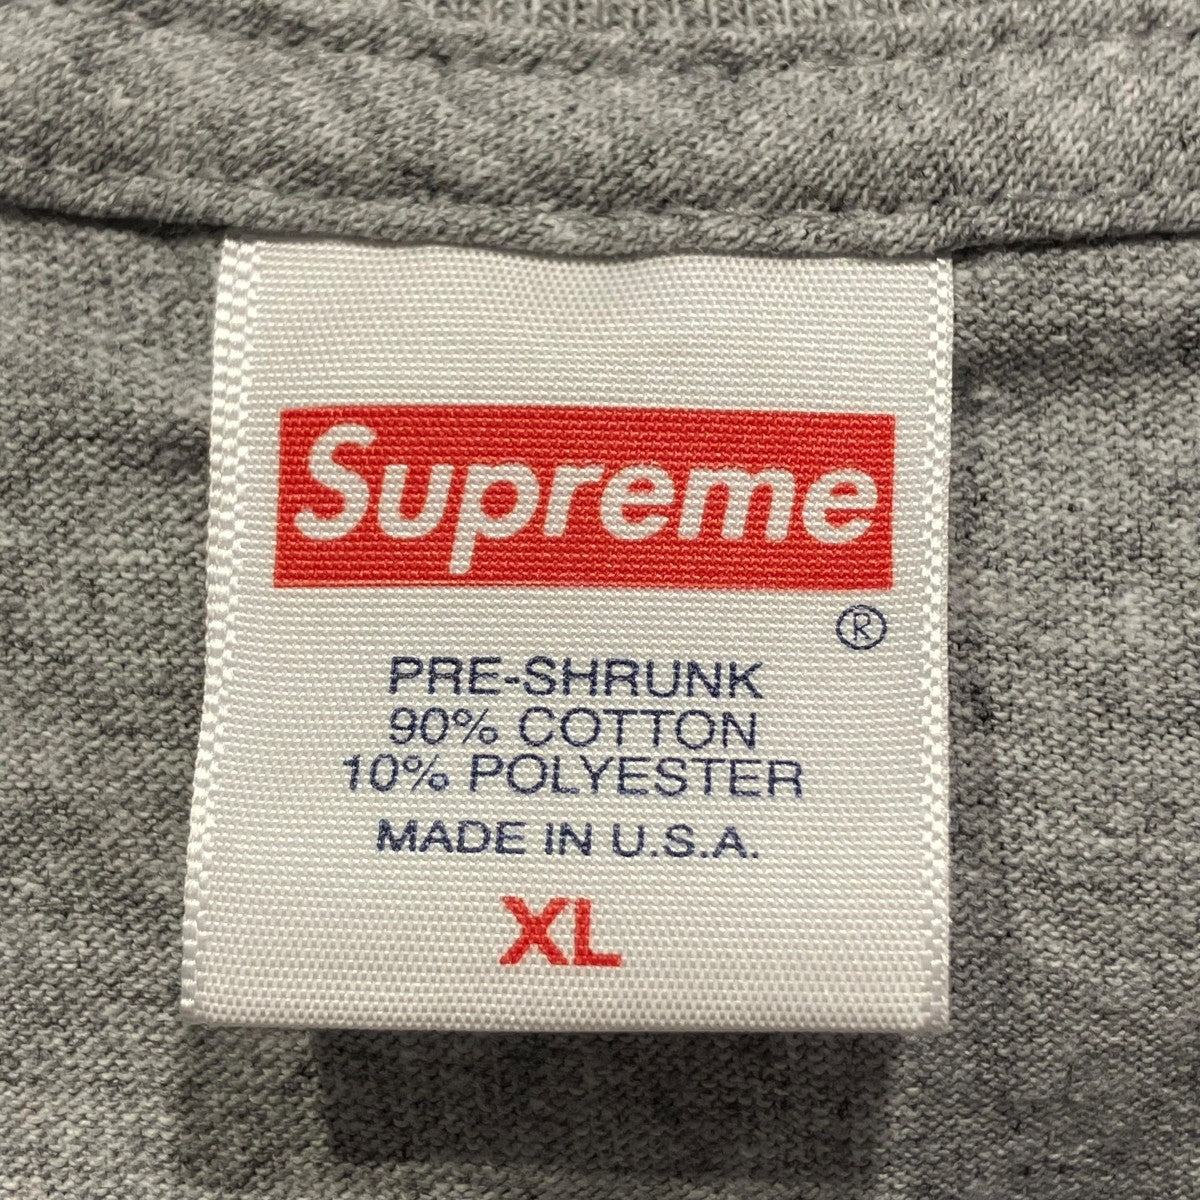 Supreme
®
PRE-SHRUNK
90% COTTON
10% POLYESTER
MADE IN U.S.A.
XL